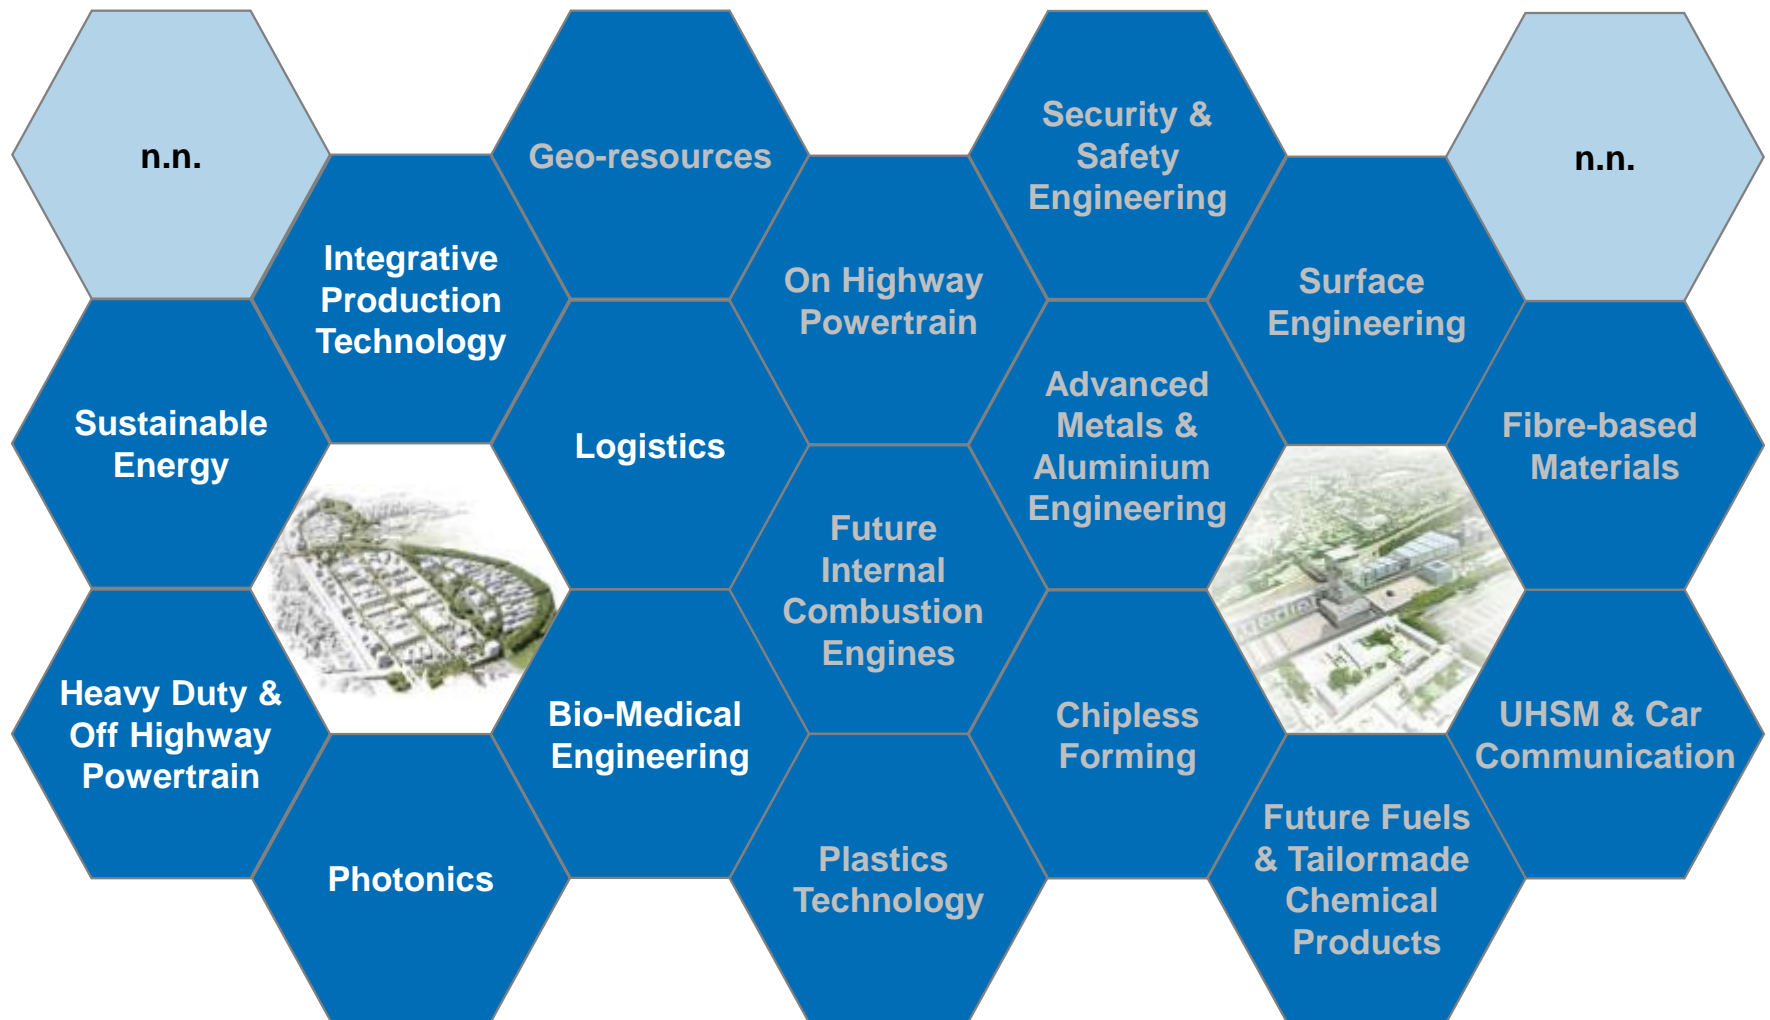 n.n.
Geo-resources
Security &
Safety
Engineering
n.n.
Integrative
Production
Technology
On Highway
Powertrain
Surface
Engineering
Sustainable
Energy
Logistics
Advanced
Metals &
Aluminium
Engineering
Fibre-based
Materials
Future
Internal
Combustion
Engines
Heavy Duty &
Off Highway
Powertrain
Bio-Medical
Engineering
Chipless
Forming
UHSM & Car
Communication
Photonics
Plastics
Technology
Future Fuels
& Tailormade
Chemical
Products